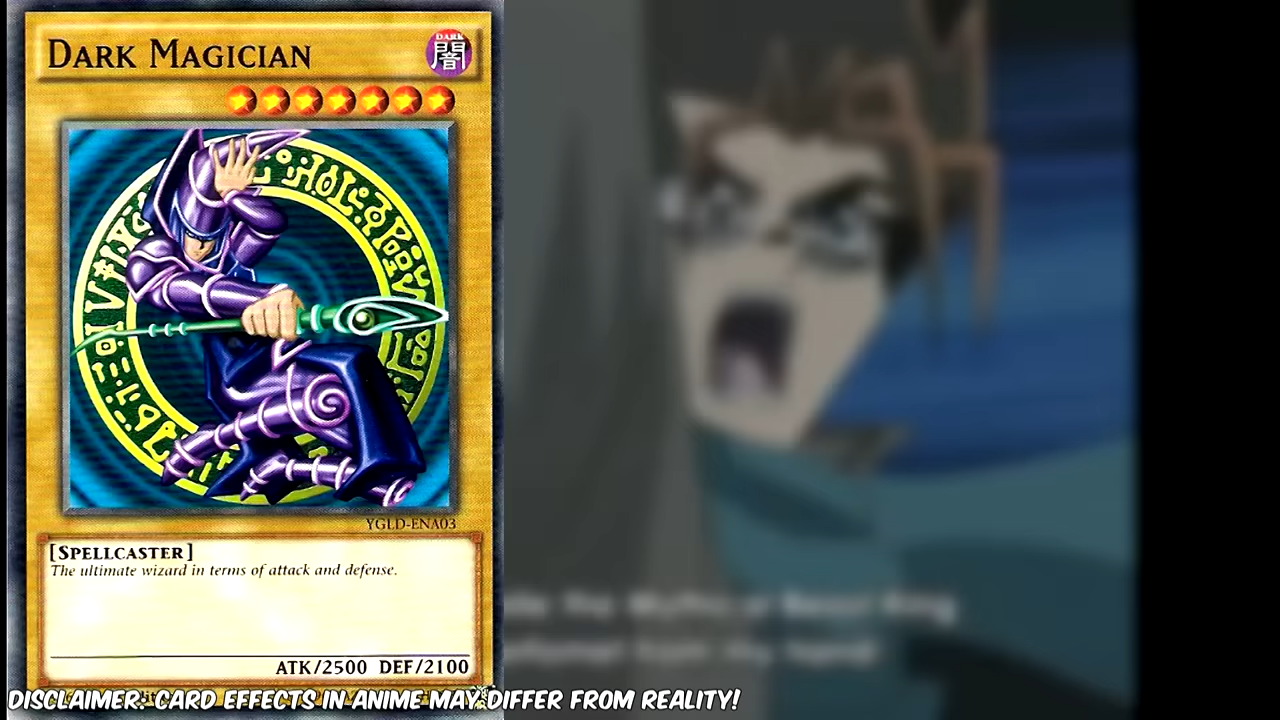 DARK MAGICIAN
DARK
闇
YGLD-ENA03
[SPELLCASTER]
The ultimate wizard in terms of attack and defense.
ATK/2500 DEF/2100
DISCLAIMER: CARD EFFECTS IN ANIME MAY DIFFER FROM REALITY!